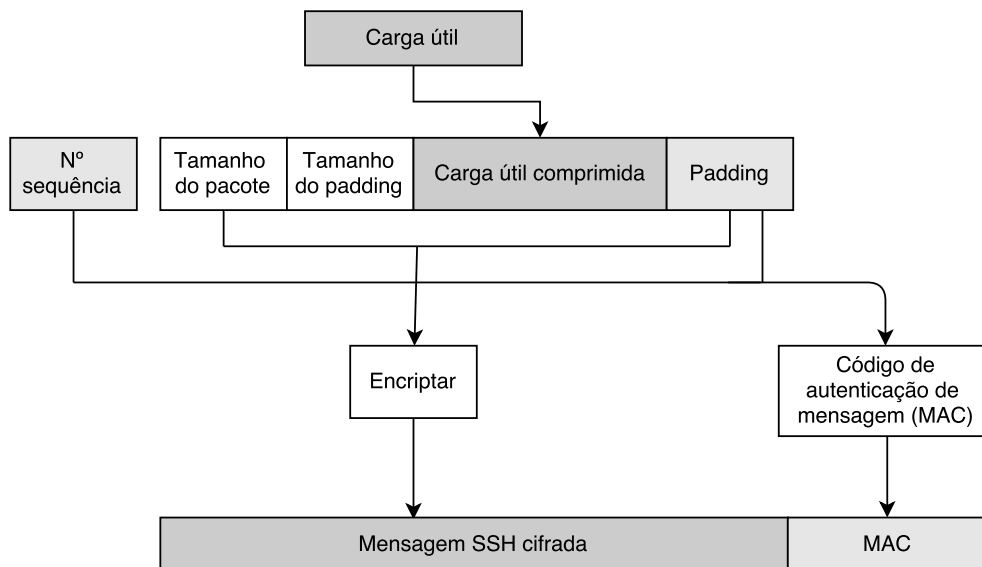 Carga útil
Nº
sequência
Tamanho
do pacote
Tamanho
do padding
Carga útil comprimida
Padding
Encriptar
Código de
autenticação de
mensagem (MAC)
Mensagem SSH cifrada
MAC